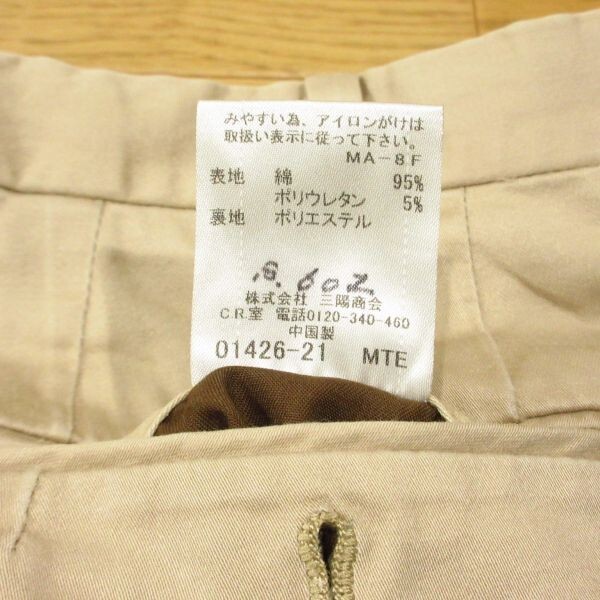 みやすい為、アイロンがけは
取扱い表示に従って下さい。
MA-8F
表地 綿 95%
ポリウレタン 5%
裏地 ポリエステル
S.602
株式会社 三陽商会
C.R.室 電話0120-340-460
中国製
01426-21 MTE